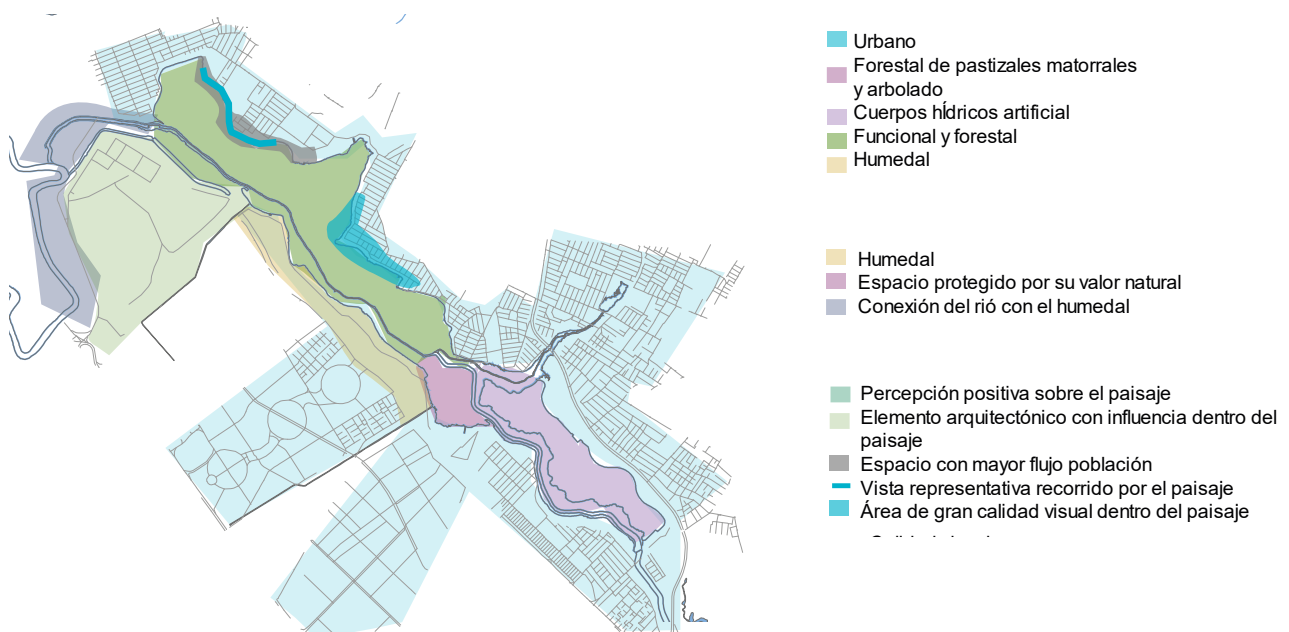 Urbano
Forestal de pastizales matorrales
y arbolado
Cuerpos hídricos artificial
Funcional y forestal
Humedal
Humedal
Espacio protegido por su valor natural
Conexión del rió con el humedal
Percepción positiva sobre el paisaje
Elemento arquitectónico con influencia dentro del
paisaje
Espacio con mayor flujo población
Vista representativa recorrido por el paisaje
Área de gran calidad visual dentro del paisaje